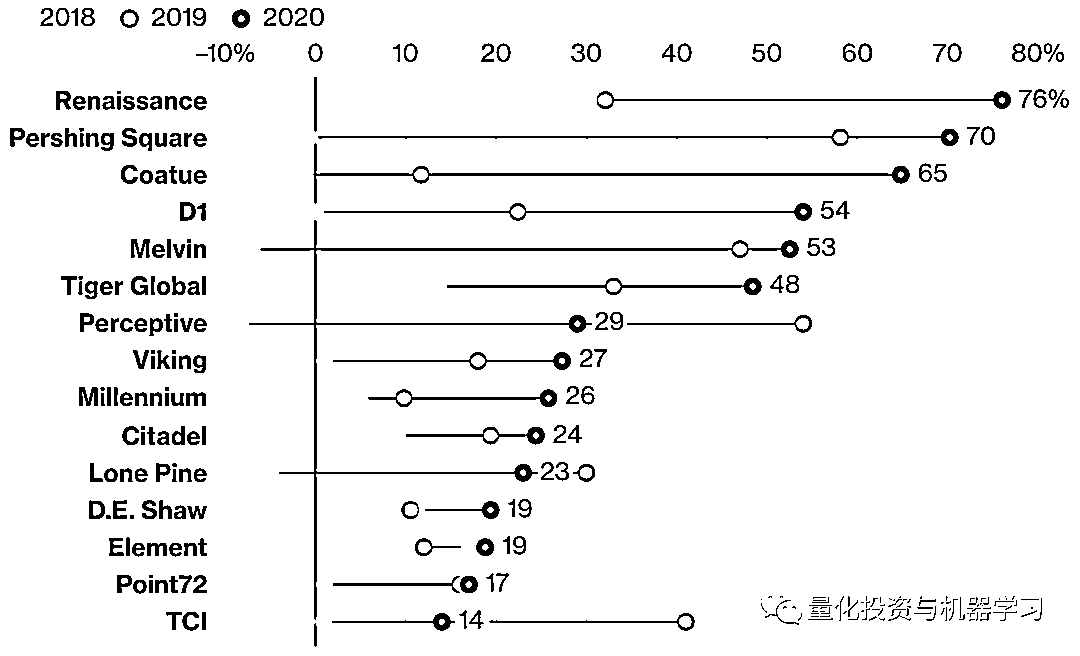 2018 2019 2020
–10% 0 10 20 30 40 50 60 70 80%
Renaissance 76%
Pershing Square 70
Coatue 65
D1 54
Melvin 53
Tiger Global 48
Perceptive 29
Viking 27
Millennium 26
Citadel 24
Lone Pine 23
D.E. Shaw 19
Element 19
Point72 17
TCI 14
量化投资与机器学习